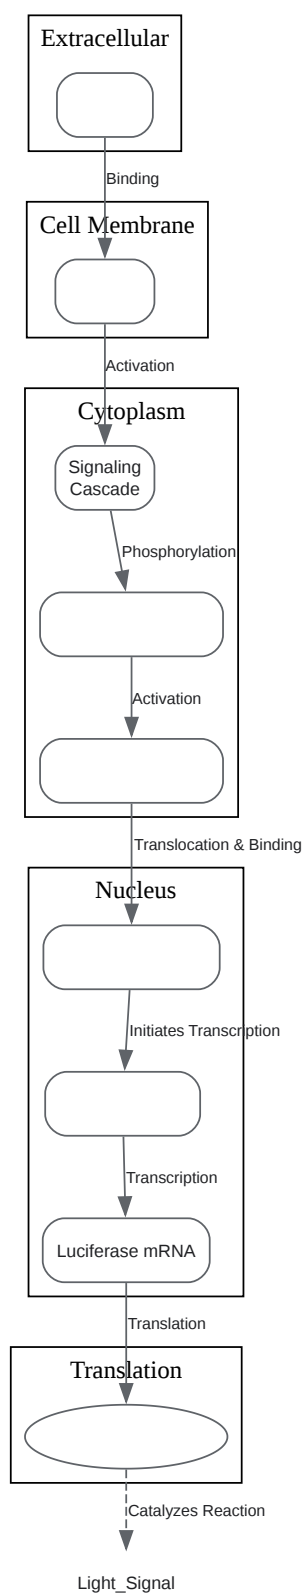 Extracellular
Binding
Cell Membrane
Activation
Cytoplasm
Signaling
Cascade
Phosphorylation
Activation
Translocation & Binding
Nucleus
Initiates Transcription
Transcription
Luciferase mRNA
Translation
Translation
Catalyzes Reaction
Light_Signal